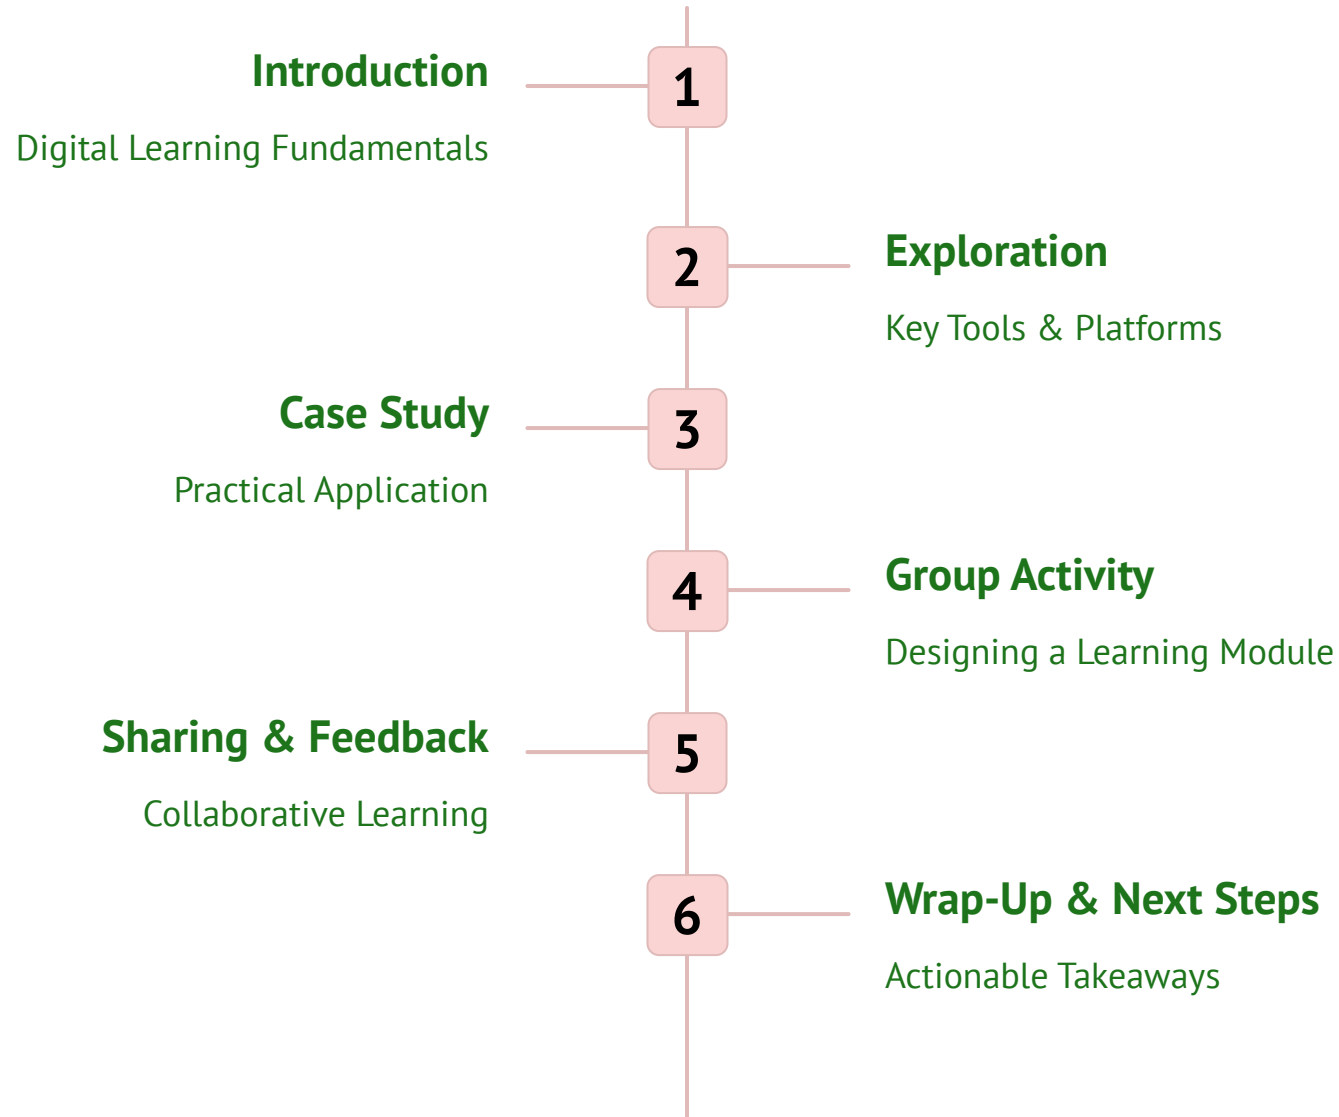 1
Introduction
Digital Learning Fundamentals
2
Exploration
Key Tools & Platforms
3
Case Study
Practical Application
4
Group Activity
Designing a Learning Module
5
Sharing & Feedback
Collaborative Learning
6
Wrap-Up & Next Steps
Actionable Takeaways